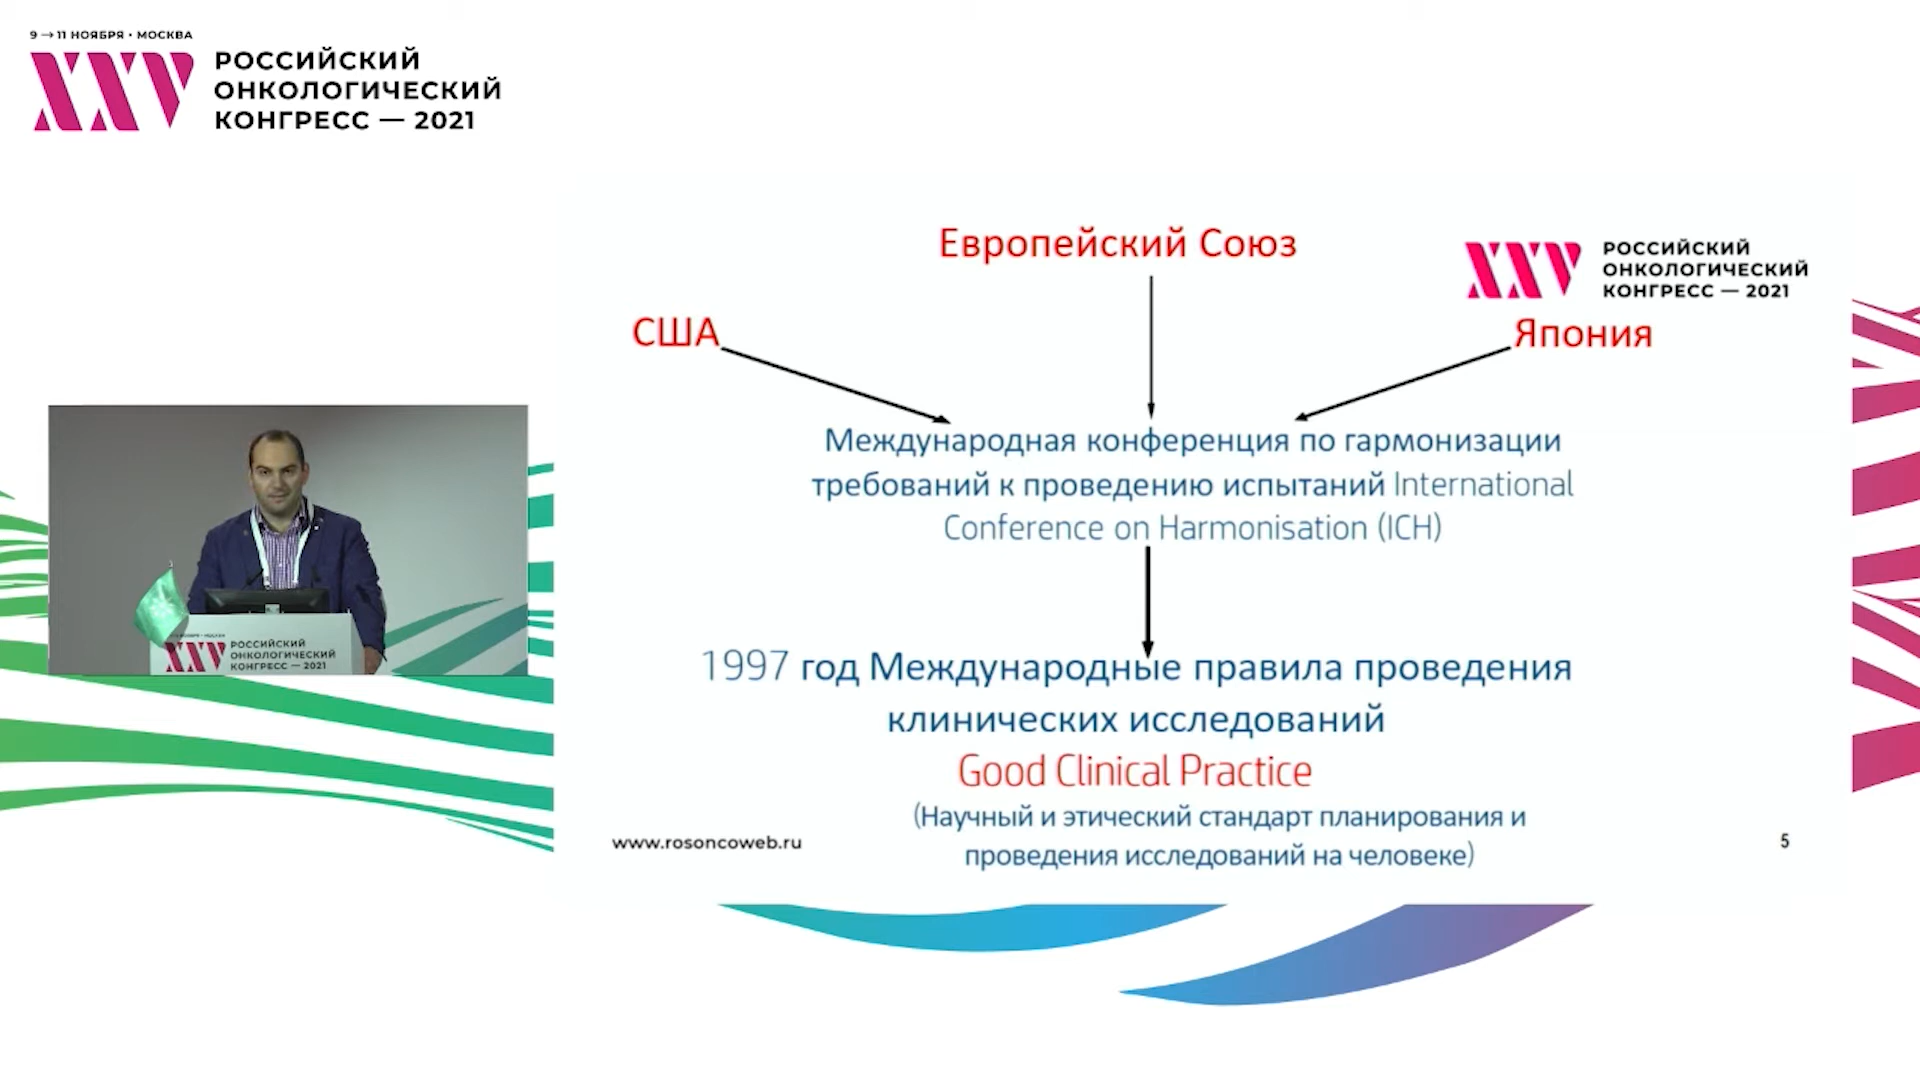 9 → 11 НОЯБРЯ • МОСКВА
XXV
РОССИЙСКИЙ
ОНКОЛОГИЧЕСКИЙ
КОНГРЕСС — 2021
Европейский Союз
XXV
РОССИЙСКИЙ
ОНКОЛОГИЧЕСКИЙ
КОНГРЕСС — 2021
США
Япония
Международная конференция по гармонизации
требований к проведению испытаний International
Conference on Harmonisation (ICH)
XXV
РОССИЙСКИЙ
ОНКОЛОГИЧЕСКИЙ
КОНГРЕСС — 2021
1997 год Международные правила проведения
клинических исследований
Good Clinical Practice
(Научный и этический стандарт планирования и
проведения исследований на человеке)
www.rosoncoweb.ru
5